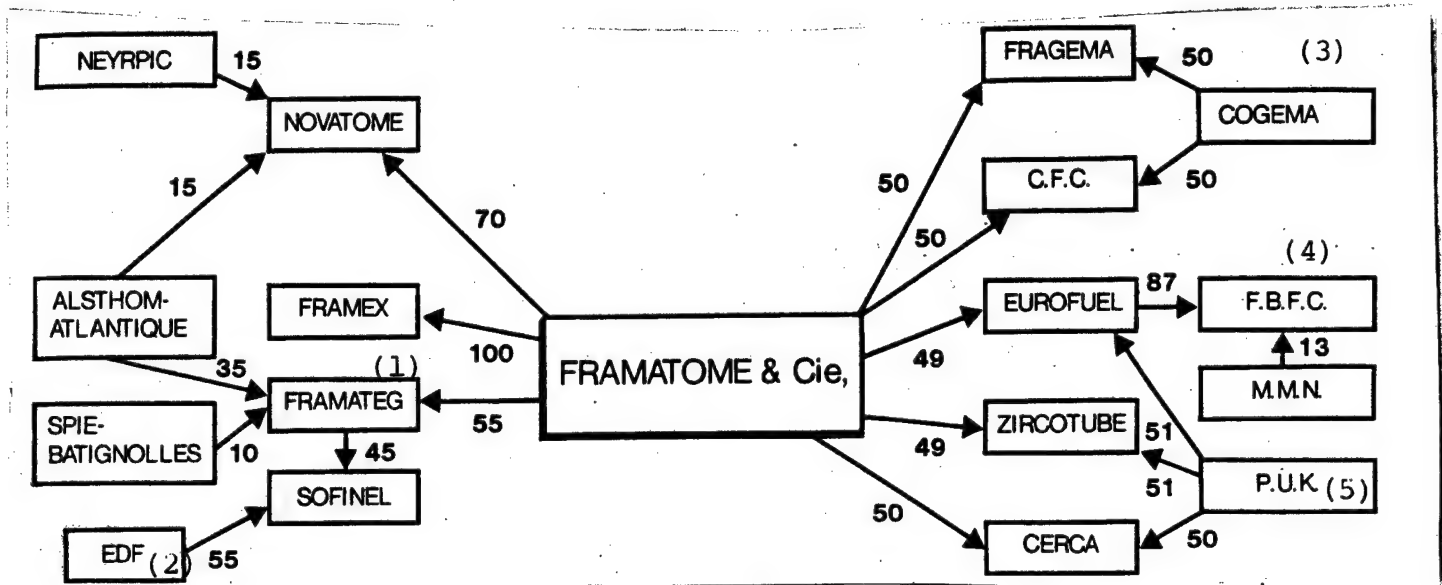 NEYRPIC
15
NOVATOME
15
70
ALSTHOM-
ATLANTIQUE
FRAMEX
100
35
(1)
FRAMATEG
55
SPIE-
BATIGNOLLES
10
45
SOFINEL
EDF (2)
55
FRAMATOME & Cie,
FRAGEMA
50
(3)
COGEMA
50
C.F.C.
50
50
(4)
EUROFUEL
87
F.B.F.C.
49
13
M.M.N.
ZIRCOTUBE
51
49
51
P.U.K. (5)
50
CERCA
50